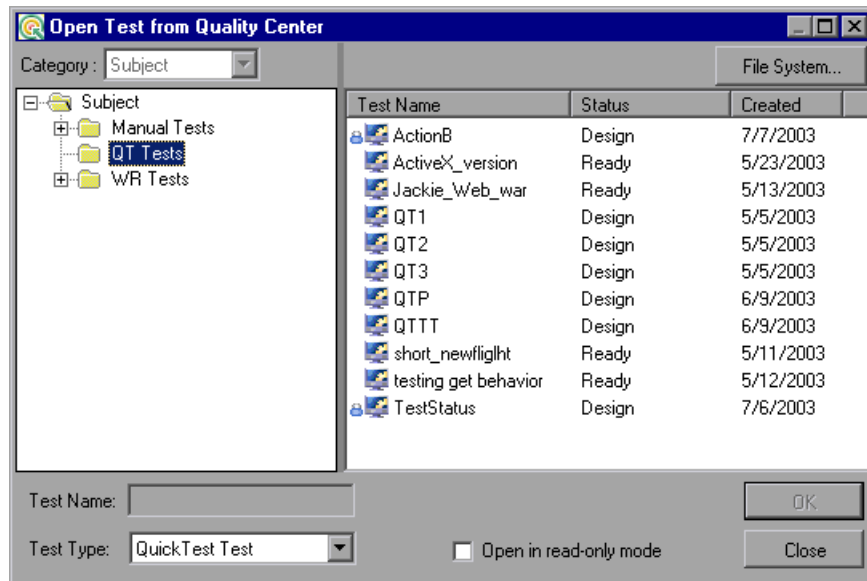 Open Test from Quality Center
Category : Subject
File System...
Subject
Manual Tests
QT Tests
WR Tests
Test Name Status Created
ActionB Design 7/7/2003
ActiveX_version Ready 5/23/2003
Jackie_Web_war Ready 5/13/2003
QT1 Design 5/5/2003
QT2 Design 5/5/2003
QT3 Design 5/5/2003
QTP Design 6/9/2003
QTTT Design 6/9/2003
short_newfliglht Ready 5/11/2003
testing get behavior Ready 5/12/2003
TestStatus Design 7/6/2003
Test Name:
OK
Test Type: QuickTest Test
Open in read-only mode
Close